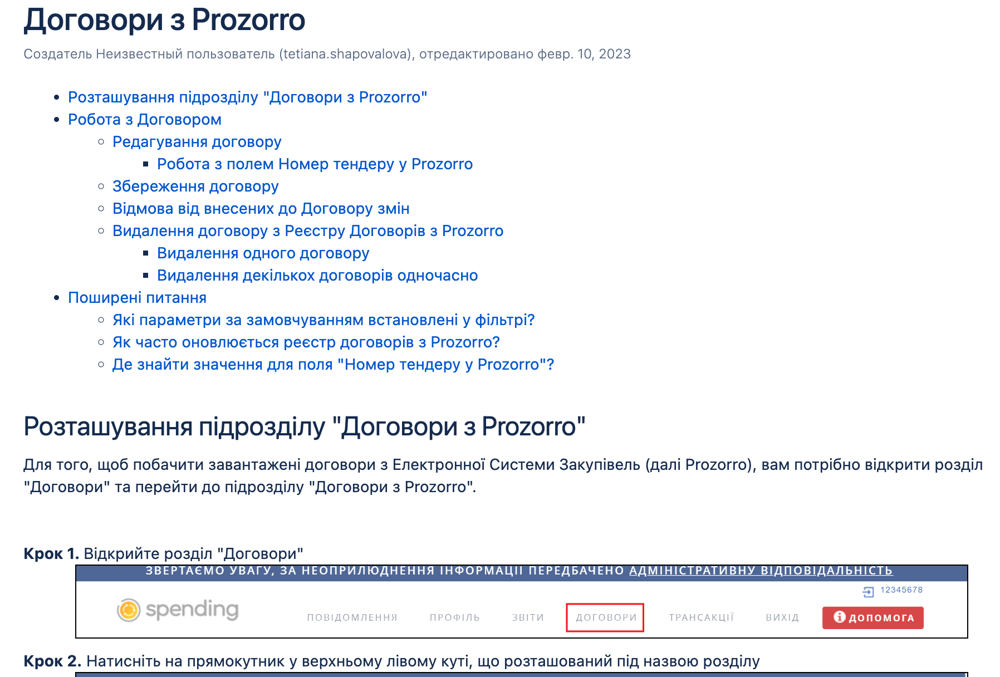 Договори з Prozorro
Создатель Неизвестный пользователь (tetiana.shapovalova), отредактировано февр. 10, 2023
Розташування підрозділу "Договори з Prozorro"
Робота з Договором
Редагування договору
Робота з полем Номер тендеру у Prozorro
Збереження договору
Відмова від внесених до Договору змін
Видалення договору з Реєстру Договорів з Prozorro
Видалення одного договору
Видалення декількох договорів одночасно
Поширені питання
Які параметри за замовчуванням встановлені у фільтрі?
Як часто оновлюється реєстр договорів з Prozorro?
Де знайти значення для поля "Номер тендеру у Prozorro"?
Розташування підрозділу "Договори з Prozorro"
Для того, щоб побачити завантажені договори з Електронної Системи Закупівель (далі Prozorro), вам потрібно відкрити розділ
"Договори" та перейти до підрозділу "Договори з Prozorro".
Крок 1. Відкрийте розділ "Договори"
ЗВЕРТАЄМО УВАГУ, ЗА НЕОПРИЛЮДНЕННЯ ІНФОРМАЦІЇ ПЕРЕДБАЧЕНО АДМІНІСТРАТИВНУ ВІДПОВІДАЛЬНІСТЬ
12345678
spending ПОВІДОМЛЕННЯ ПРОФІЛЬ ЗВІТИ ДОГОВОРИ ТРАНСАКЦІЇ ВИХІД ДОПОМОГА
Крок 2. Натисніть на прямокутник у верхньому лівому куті, що розташований під назвою розділу